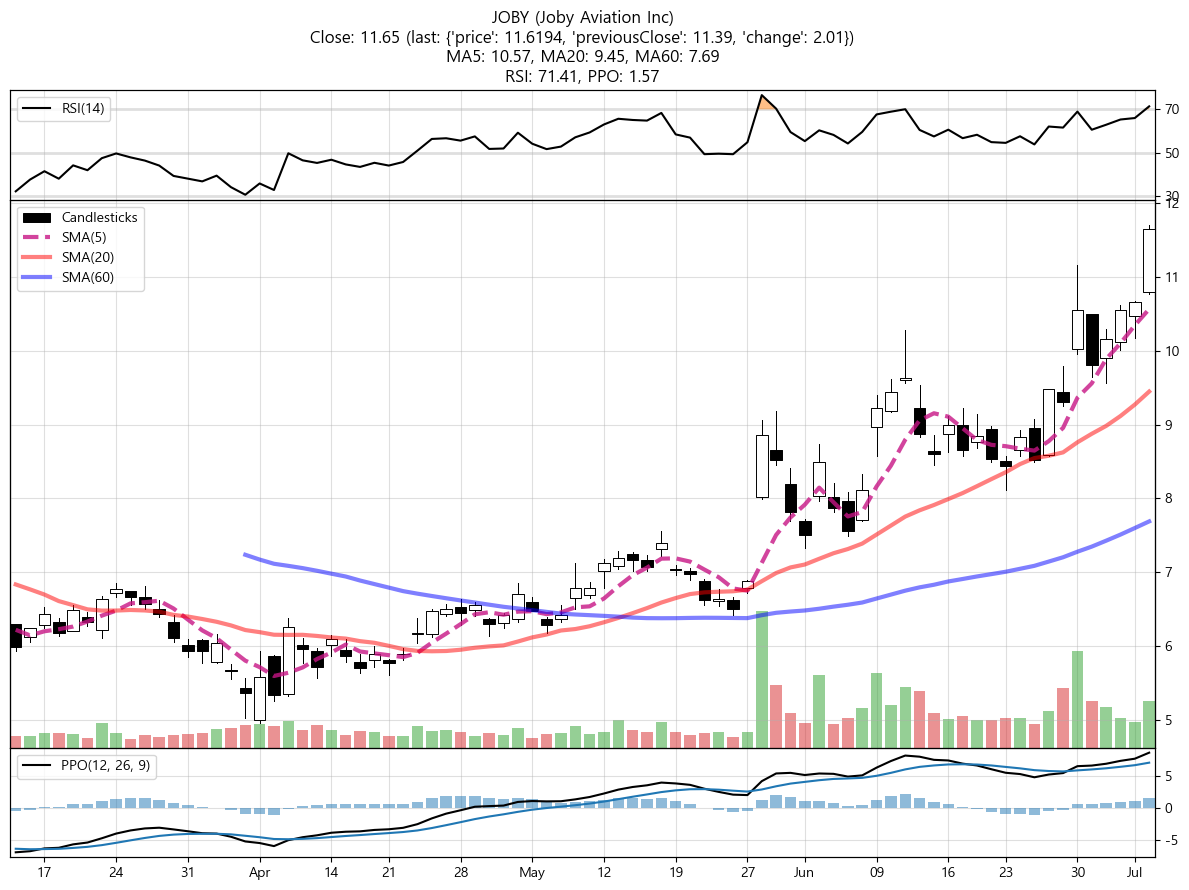 JOBY (Joby Aviation Inc)
Close: 11.65 (last: {'price': 11.6194, 'previousClose': 11.39, 'change': 2.01})
MA5: 10.57, MA20: 9.45, MA60: 7.69
RSI: 71.41, PPO: 1.57
RSI(14)
70
50
30
Candlesticks
SMA(5)
SMA(20)
SMA(60)
12
11
10
9
8
7
6
5
PPO(12, 26, 9)
5
0
-5
17 24 31 Apr 14 21 28 May 12 19 27 Jun 09 16 23 30 Jul